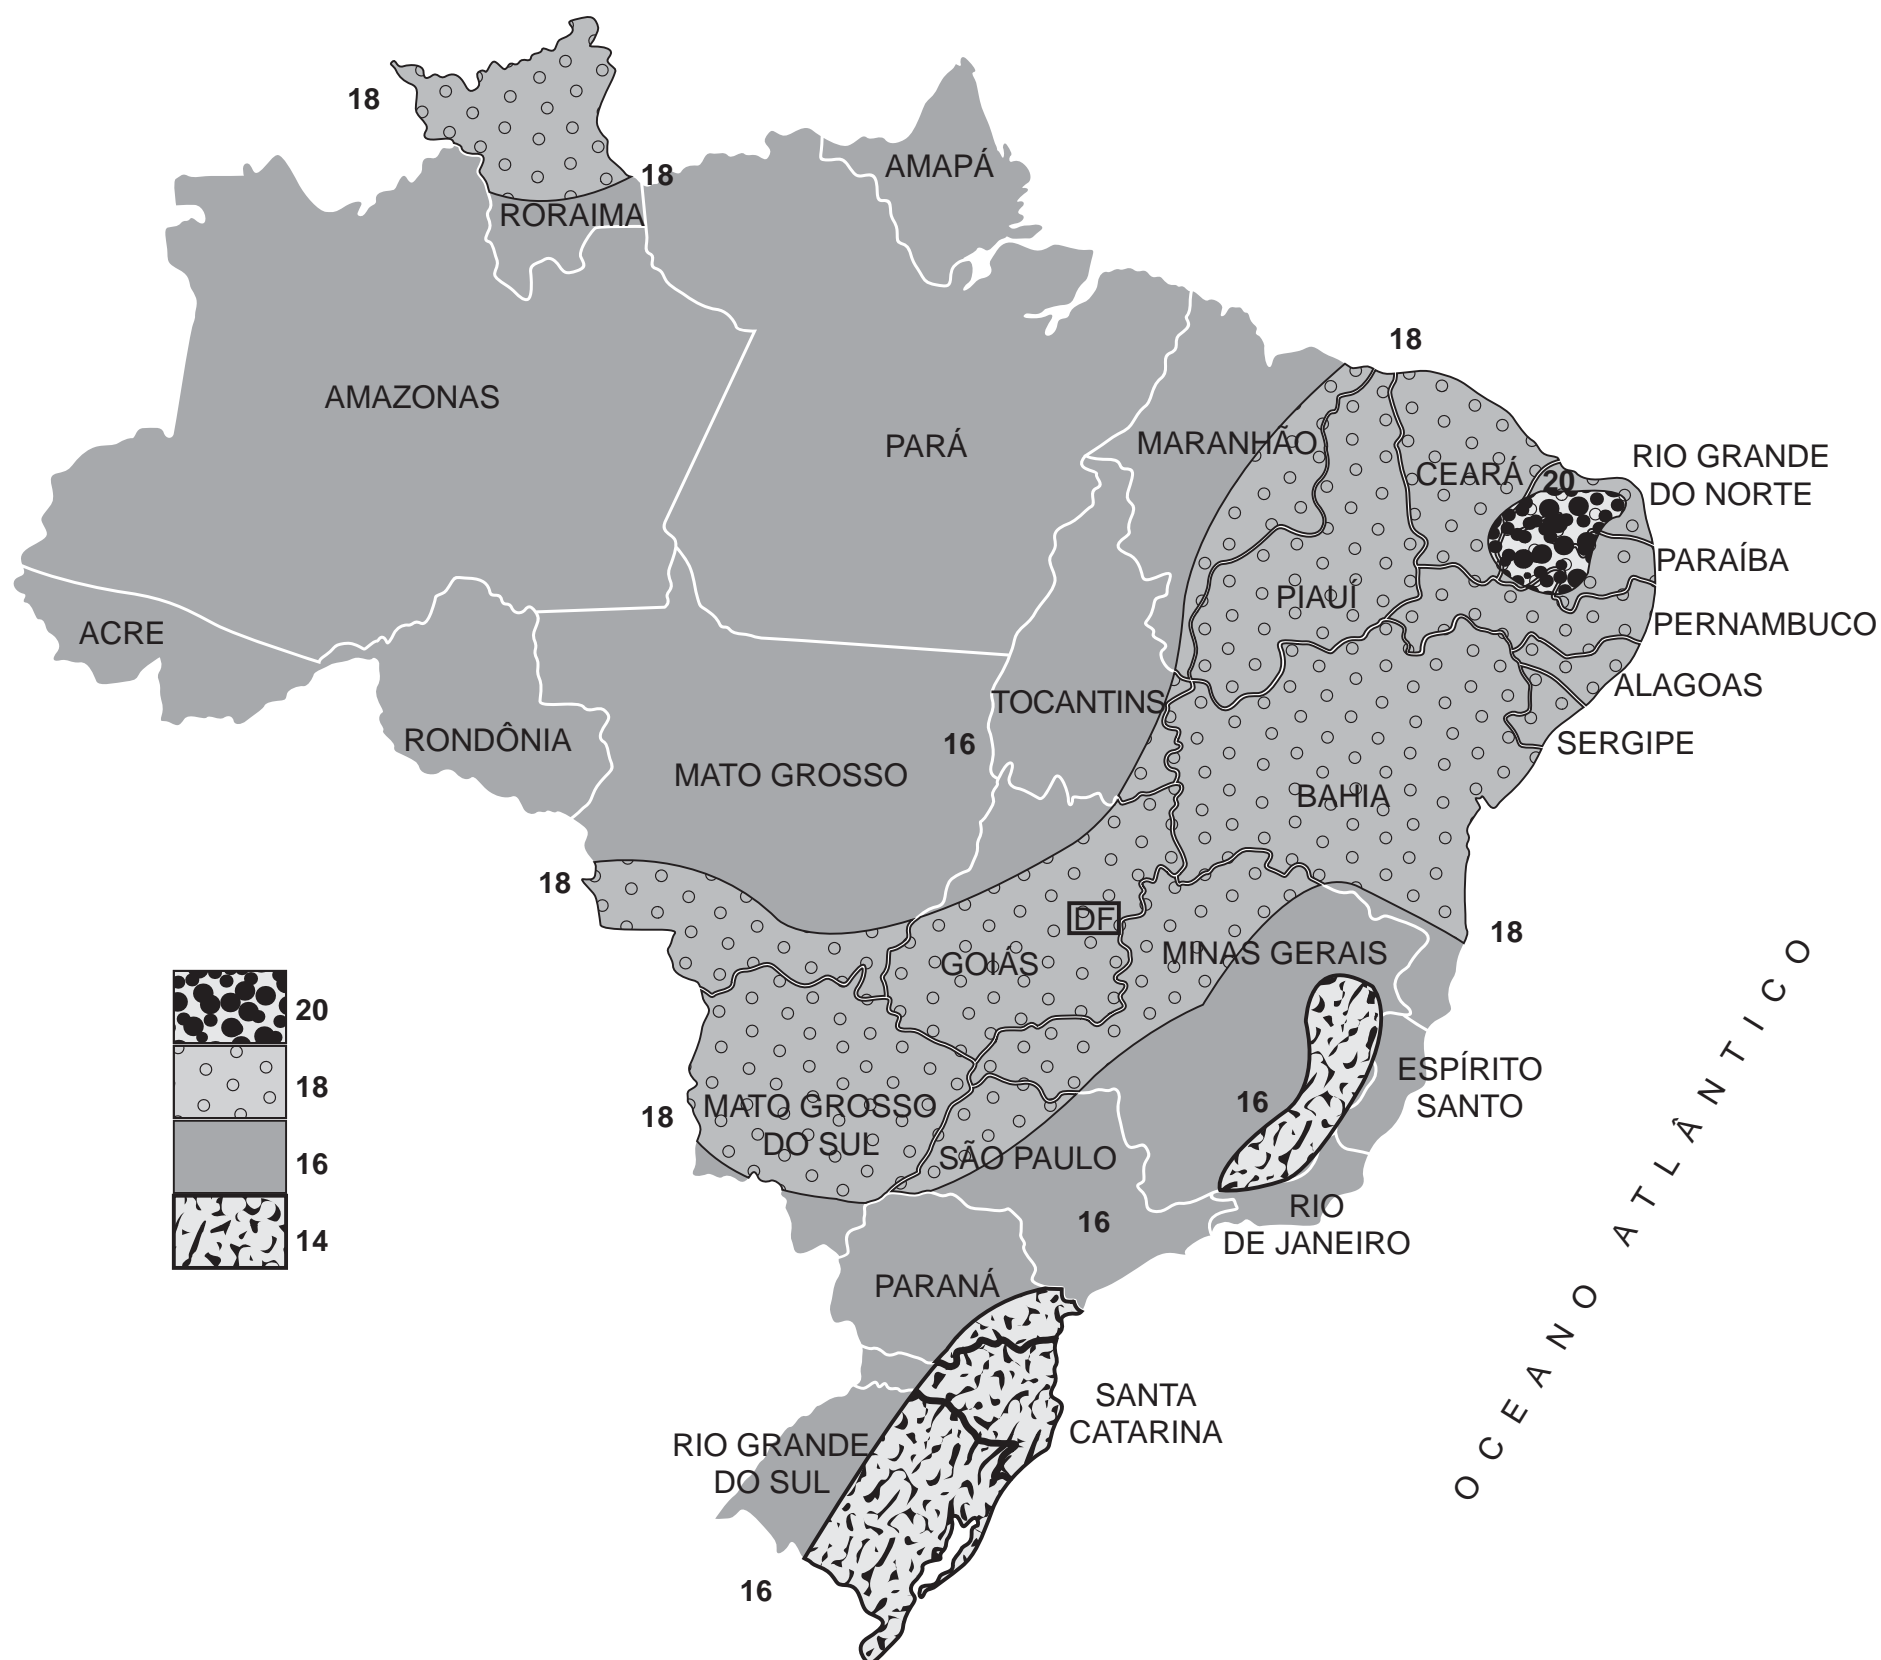 18
18
AMAPÁ
RORAIMA
18
AMAZONAS
PARÁ
MARANHÃO
CEARÁ
20
RIO GRANDE
DO NORTE
PARAÍBA
PIAUÍ
PERNAMBUCO
ACRE
ALAGOAS
TOCANTINS
RONDÔNIA
16
SERGIPE
MATO GROSSO
BAHIA
18
DF
18
MINAS GERAIS
GOIÁS
OCEANO ATLÂNTICO
20
18
16
14
ESPÍRITO
SANTO
16
18
MATO GROSSO
DO SUL
SÃO PAULO
16
RIO
DE JANEIRO
PARANÁ
SANTA
CATARINA
RIO GRANDE
DO SUL
16